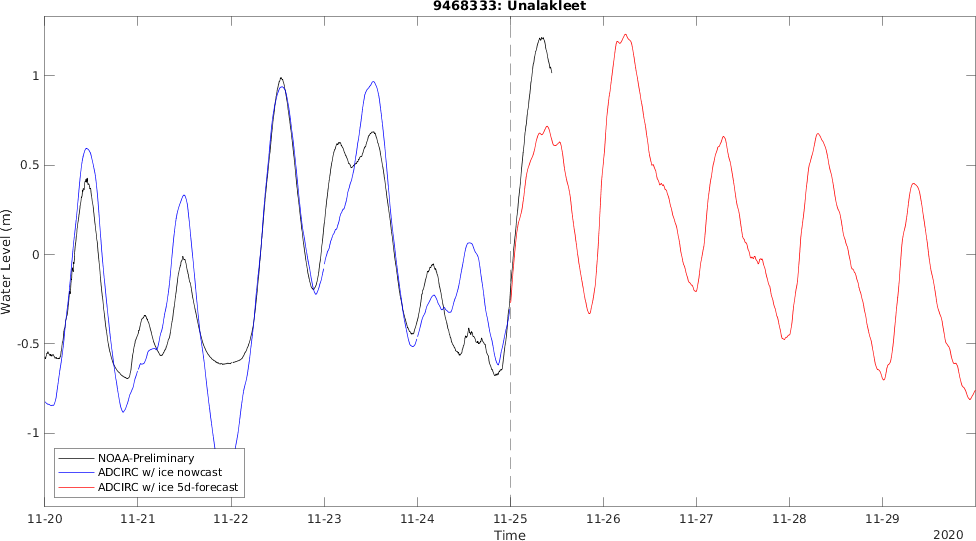 9468333: Unalakleet
Water Level (m)
1
0.5
0
-0.5
-1
NOAA-Preliminary
ADCIRC w/ ice nowcast
ADCIRC w/ ice 5d-forecast
11-20 11-21 11-22 11-23 11-24 11-25 11-26 11-27 11-28 11-29
Time
2020